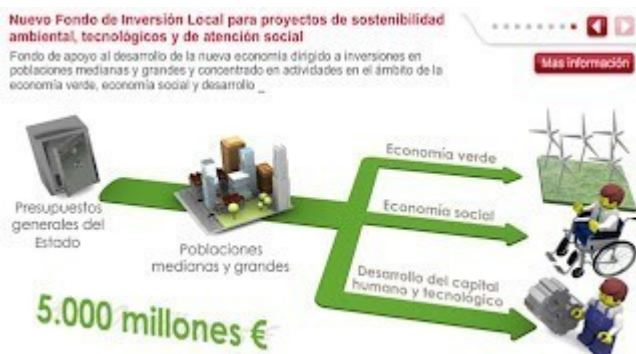 Nuevo Fondo de Inversión Local para proyectos de sostenibilidad
ambiental, tecnológicos y de atención social
Fondo de apoyo al desarrollo de la nueva economía dirigido a inversiones en
poblaciones medianas y grandes y concentrado en actividades en el ámbito de la
economía verde, economía social y desarrollo ...
Mas información
Economía verde
Economía social
Presupuestos
generales del
Estado
Poblaciones
medianas y grandes
Desarrollo del capital
humano y tecnológico
5.000 millones €